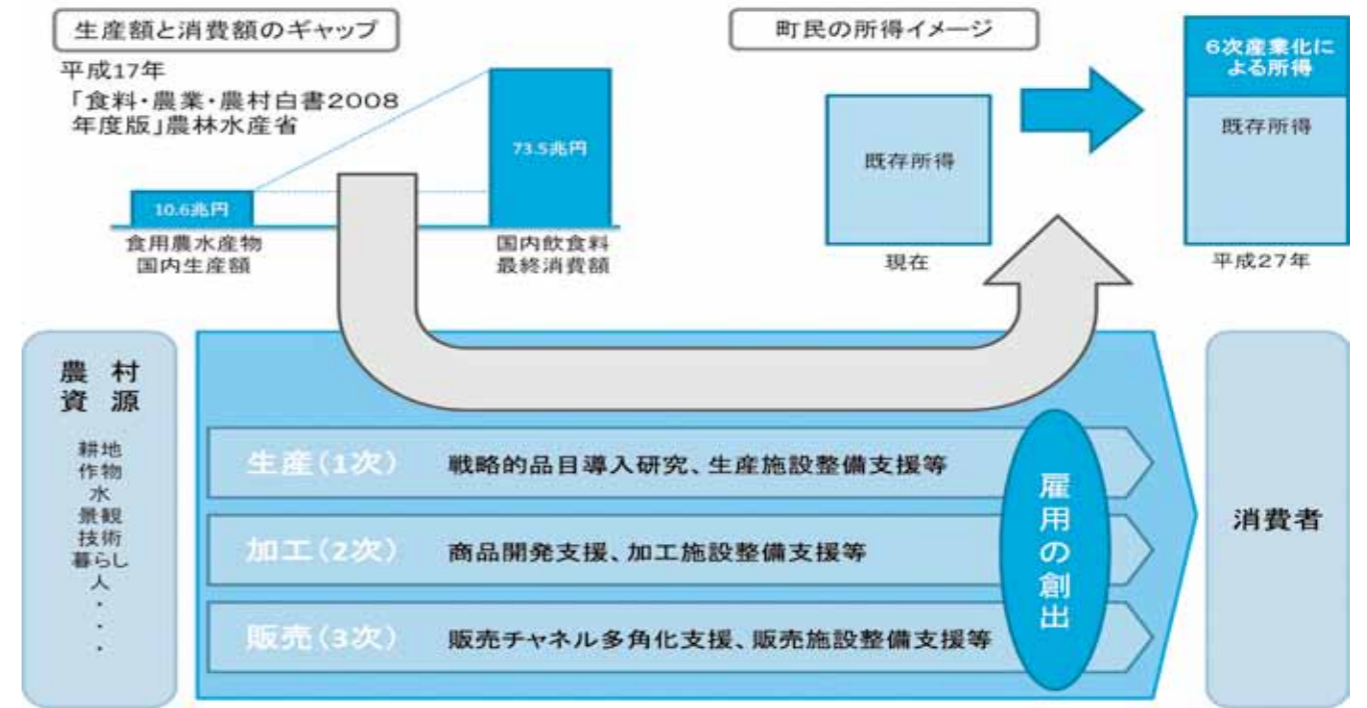 生産額と消費額のギャップ
平成17年
「食料・農業・農村白書2008
年度版」農林水産省
73.5兆円
10.6兆円
食用農水産物
国内生産額
国内飲食料
最終消費額
町民の所得イメージ
6次産業化に
よる所得
既存所得
既存所得
現在
平成27年
農村
資源
耕地
作物
水
景観
技術
暮らし
人
・
・
・
生産(1次)
戦略的品目導入研究、生産施設整備支援等
加工(2次)
商品開発支援、加工施設整備支援等
販売(3次)
販売チャネル多角化支援、販売施設整備支援等
雇用の創出
消費者